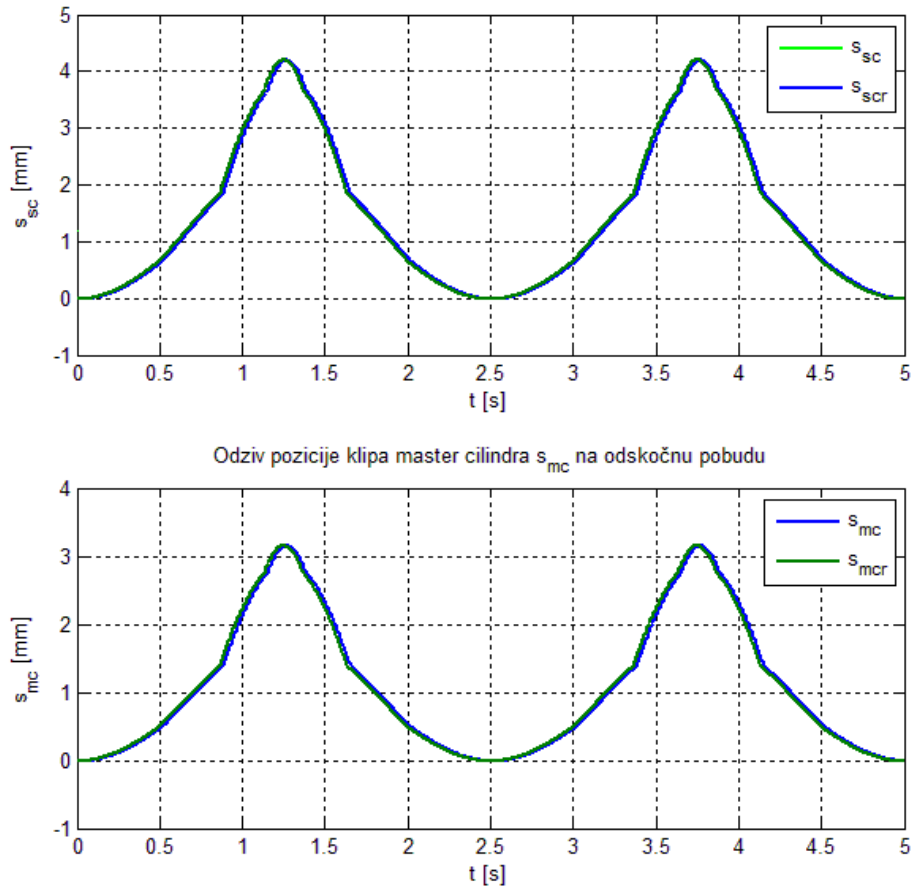 5
4
3
2
1
0
-1
s_sc [mm]
s_sc
s_scr
0 0.5 1 1.5 2 2.5 3 3.5 4 4.5 5
t [s]
Odziv pozicije klipa master cilindra s_mc na odskočnu pobudu
4
3
2
1
0
-1
s_mc [mm]
s_mc
s_mcr
0 0.5 1 1.5 2 2.5 3 3.5 4 4.5 5
t [s]